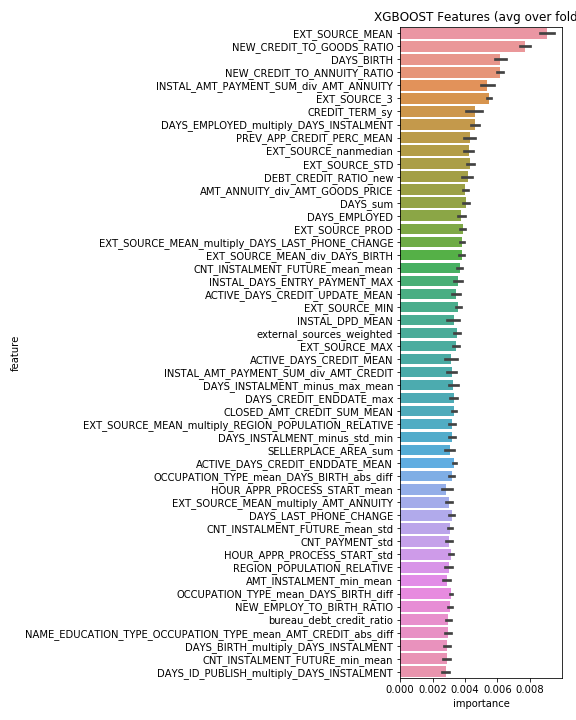 XGBOOST Features (avg over fold
EXT_SOURCE_MEAN
NEW_CREDIT_TO_GOODS_RATIO
DAYS_BIRTH
NEW_CREDIT_TO_ANNUITY_RATIO
INSTAL_AMT_PAYMENT_SUM_div_AMT_ANNUITY
EXT_SOURCE_3
CREDIT_TERM_sy
DAYS_EMPLOYED_multiply_DAYS_INSTALMENT
PREV_APP_CREDIT_PERC_MEAN
EXT_SOURCE_nanmedian
EXT_SOURCE_STD
DEBT_CREDIT_RATIO_new
AMT_ANNUITY_div_AMT_GOODS_PRICE
DAYS_sum
DAYS_EMPLOYED
EXT_SOURCE_PROD
EXT_SOURCE_MEAN_multiply_DAYS_LAST_PHONE_CHANGE
EXT_SOURCE_MEAN_div_DAYS_BIRTH
CNT_INSTALMENT_FUTURE_mean_mean
INSTAL_DAYS_ENTRY_PAYMENT_MAX
ACTIVE_DAYS_CREDIT_UPDATE_MEAN
EXT_SOURCE_MIN
INSTAL_DPD_MEAN
external_sources_weighted
EXT_SOURCE_MAX
ACTIVE_DAYS_CREDIT_MEAN
INSTAL_AMT_PAYMENT_SUM_div_AMT_CREDIT
DAYS_INSTALMENT_minus_max_mean
DAYS_CREDIT_ENDDATE_max
CLOSED_AMT_CREDIT_SUM_MEAN
EXT_SOURCE_MEAN_multiply_REGION_POPULATION_RELATIVE
DAYS_INSTALMENT_minus_std_min
SELLERPLACE_AREA_sum
ACTIVE_DAYS_CREDIT_ENDDATE_MEAN
OCCUPATION_TYPE_mean_DAYS_BIRTH_abs_diff
HOUR_APPR_PROCESS_START_mean
EXT_SOURCE_MEAN_multiply_AMT_ANNUITY
DAYS_LAST_PHONE_CHANGE
CNT_INSTALMENT_FUTURE_mean_std
CNT_PAYMENT_std
HOUR_APPR_PROCESS_START_std
REGION_POPULATION_RELATIVE
AMT_INSTALMENT_min_mean
OCCUPATION_TYPE_mean_DAYS_BIRTH_diff
NEW_EMPLOY_TO_BIRTH_RATIO
bureau_debt_credit_ratio
NAME_EDUCATION_TYPE_OCCUPATION_TYPE_mean_AMT_CREDIT_abs_diff
DAYS_BIRTH_multiply_DAYS_INSTALMENT
CNT_INSTALMENT_FUTURE_min_mean
DAYS_ID_PUBLISH_multiply_DAYS_INSTALMENT
feature
0.000 0.002 0.004 0.006 0.008
importance